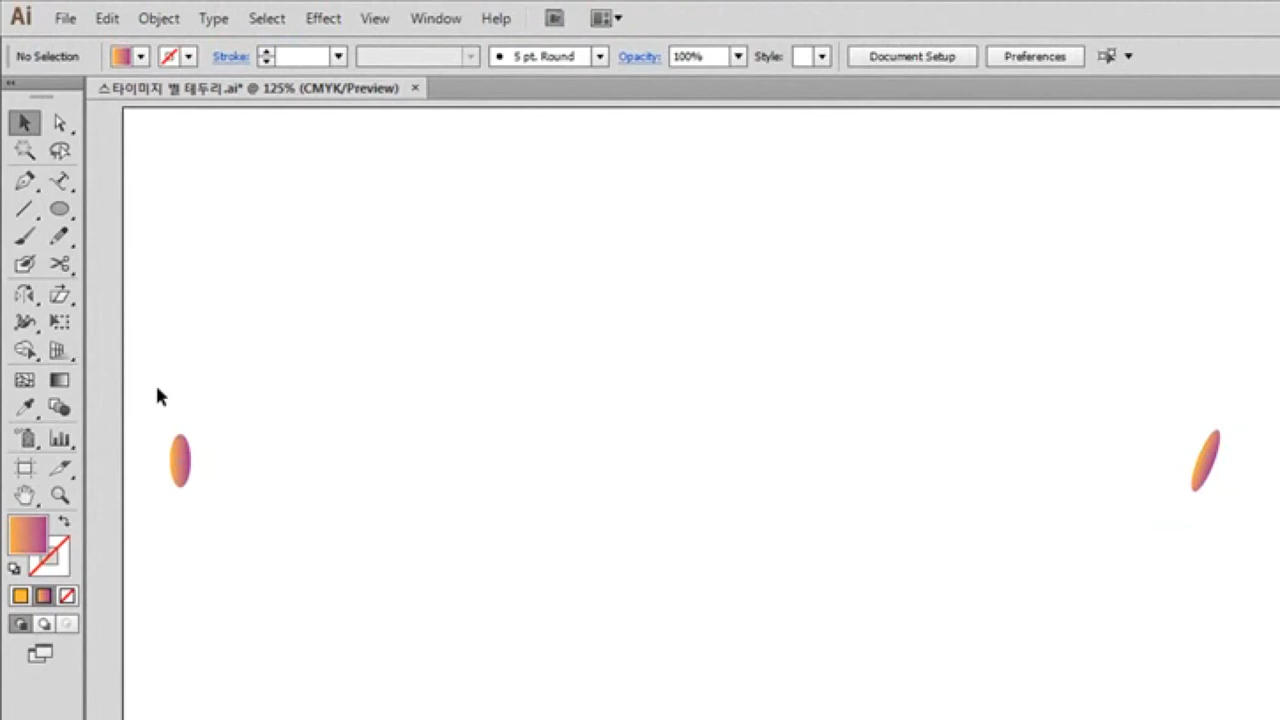 Ai File Edit Object Type Select Effect View Window Help Br
No Selection Stroke: 5 pt. Round Opacity: 100% Style: Document Setup Preferences
스타이미지 별 테두리.ai* @ 125% (CMYK/Preview) ×